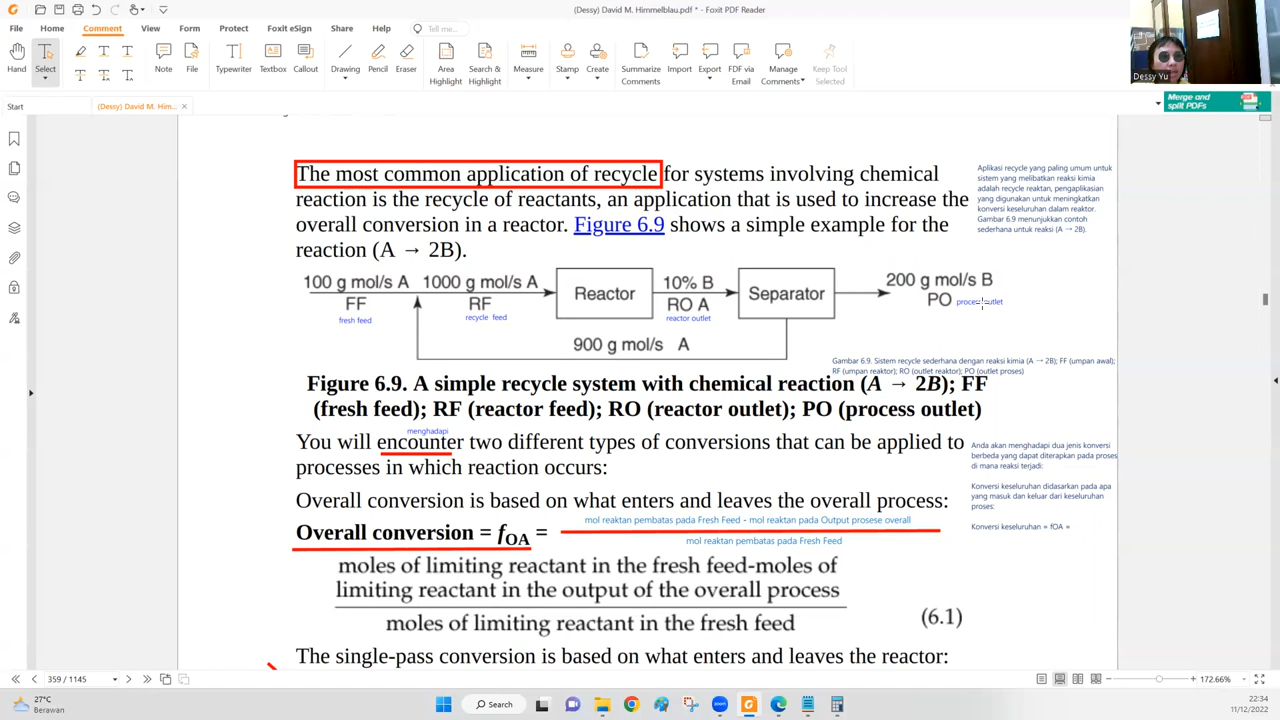 (Dessy) David M. Himmelblau.pdf * - Foxit PDF Reader
File Home Comment View Form Protect Foxit eSign Share Help Tell me...
Hand Select Note File Typewriter Textbox Callout Drawing Pencil Eraser Area Highlight Search & Highlight Measure Stamp Create Summarize Comments Import Export FDF via Email Manage Comments Keep Tool Selected
Dessy Yu
Start (Dessy) David M. Him...
Merge and split PDFs
The most common application of recycle for systems involving chemical
reaction is the recycle of reactants, an application that is used to increase the
overall conversion in a reactor. Figure 6.9 shows a simple example for the
reaction (A → 2B).
Aplikasi recycle yang paling umum untuk
sistem yang melibatkan reaksi kimia
adalah recycle reaktan, pengaplikasian
yang digunakan untuk meningkatkan
konversi keseluruhan dalam reaktor.
Gambar 6.9 menunjukkan contoh
sederhana untuk reaksi (A → 2B).
100 g mol/s A 1000 g mol/s A 10% B 200 g mol/s B
FF RF Reactor RO A Separator PO process outlet
fresh feed recycle feed reactor outlet
900 g mol/s A
Gambar 6.9. Sistem recycle sederhana dengan reaksi kimia (A → 2B); FF (umpan awal);
RF (umpan reaktor); RO (outlet reaktor); PO (outlet proses)
Figure 6.9. A simple recycle system with chemical reaction (A → 2B); FF
(fresh feed); RF (reactor feed); RO (reactor outlet); PO (process outlet)
menghadapi
You will encounter two different types of conversions that can be applied to
processes in which reaction occurs:
Anda akan menghadapi dua jenis konversi
berbeda yang dapat diterapkan pada proses
di mana reaksi terjadi:
Konversi keseluruhan didasarkan pada apa
yang masuk dan keluar dari keseluruhan
proses:
Konversi keseluruhan = fOA =
Overall conversion is based on what enters and leaves the overall process:
Overall conversion = fOA =
mol reaktan pembatas pada Fresh Feed - mol reaktan pada Output prosese overall
mol reaktan pembatas pada Fresh Feed
moles of limiting reactant in the fresh feed-moles of
limiting reactant in the output of the overall process
moles of limiting reactant in the fresh feed
(6.1)
The single-pass conversion is based on what enters and leaves the reactor:
359 / 1145
172.66%
27°C
Berawan
Search
zoom
22:34
11/12/2022